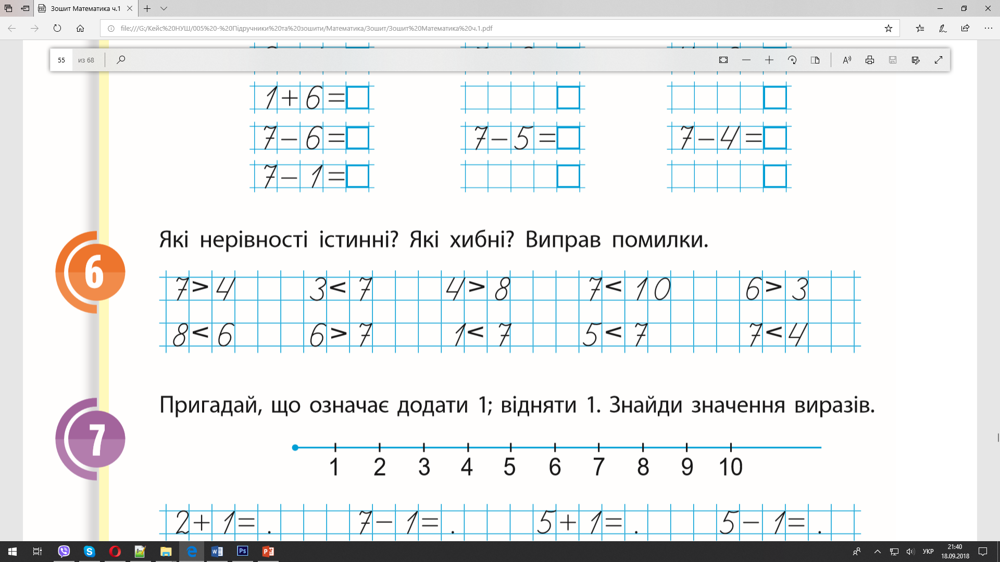 Зошит Математика ч.1
file:///G:/Кейс%20НУШ/005%20-%20Підручники%20та%20зошити/Математика/Зошит/Зошит%20Математика%20ч.1.pdf
55 из 68
1+6=
7-6= 7-5= 7-4=
7-1=
6
Які нерівності істинні? Які хибні? Виправ помилки.
7>4 3<7 4>8 7<10 6>3
8<6 6>7 1<7 5<7 7<4
7
Пригадай, що означає додати 1; відняти 1. Знайди значення виразів.
1 2 3 4 5 6 7 8 9 10
2+1= . 7-1= . 5+1= . 5-1= .
УКР
21:40
18.09.2018